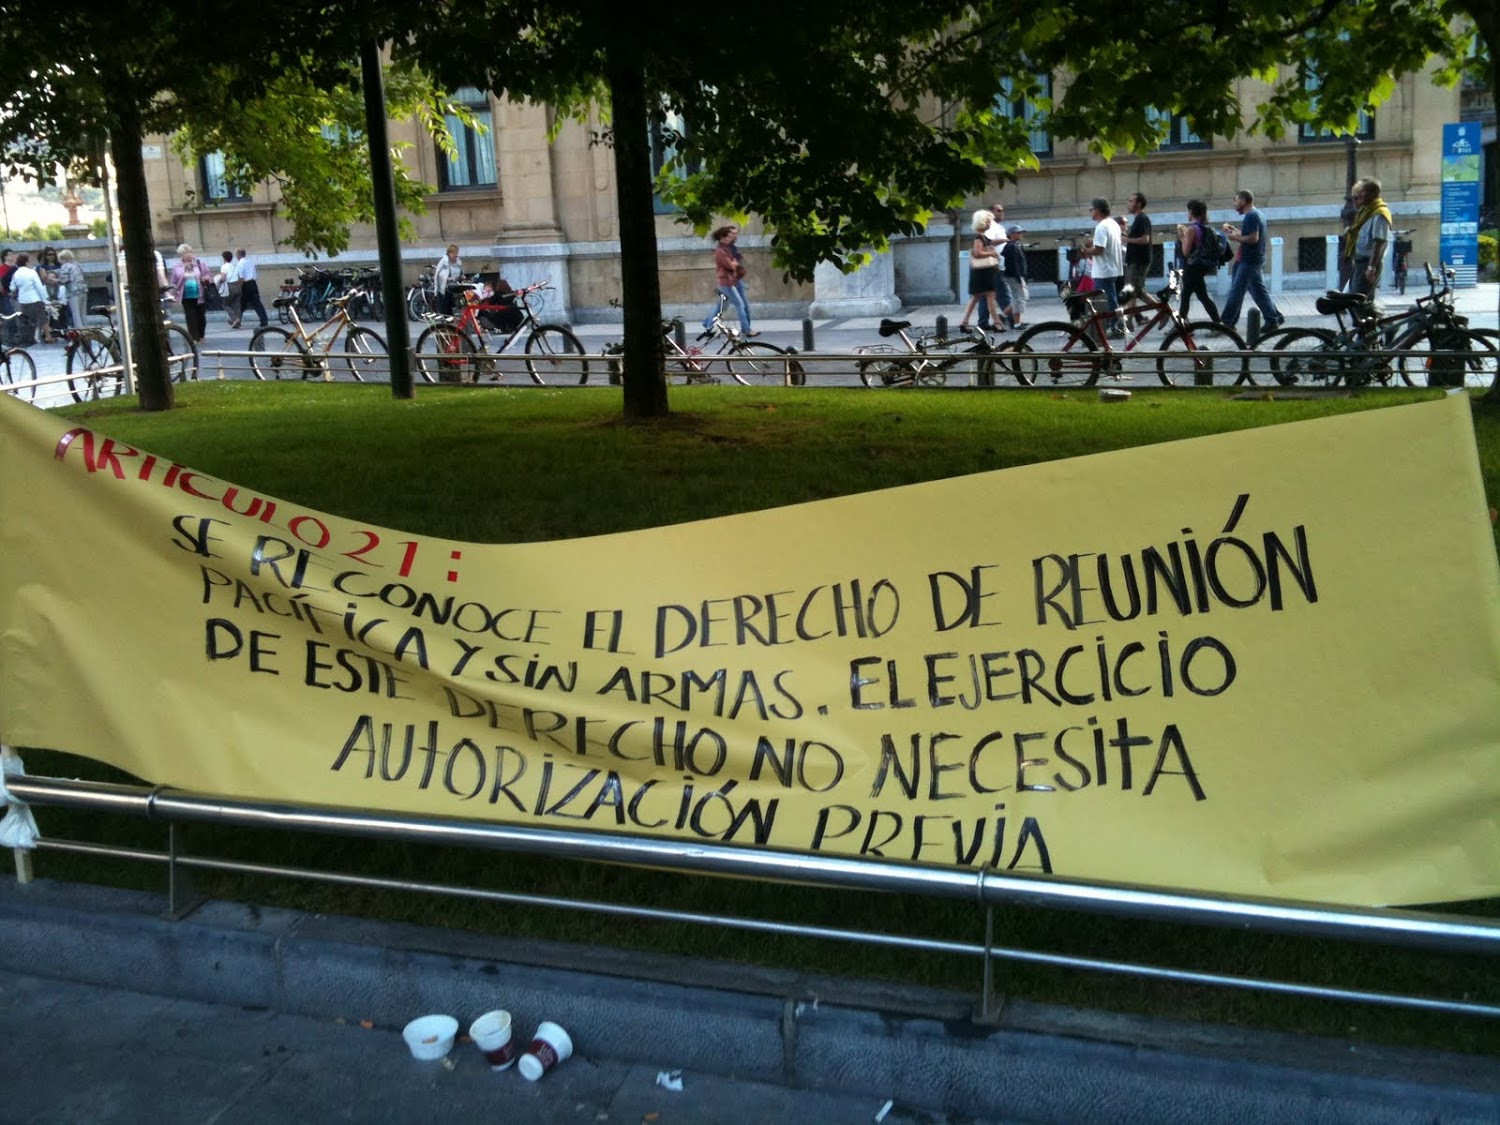 ARTÍCULO 21:
SE RECONOCE EL DERECHO DE REUNIÓN
PACÍFICA Y SIN ARMAS. EL EJERCICIO
DE ESTE DERECHO NO NECESITA
AUTORIZACIÓN PREVIA